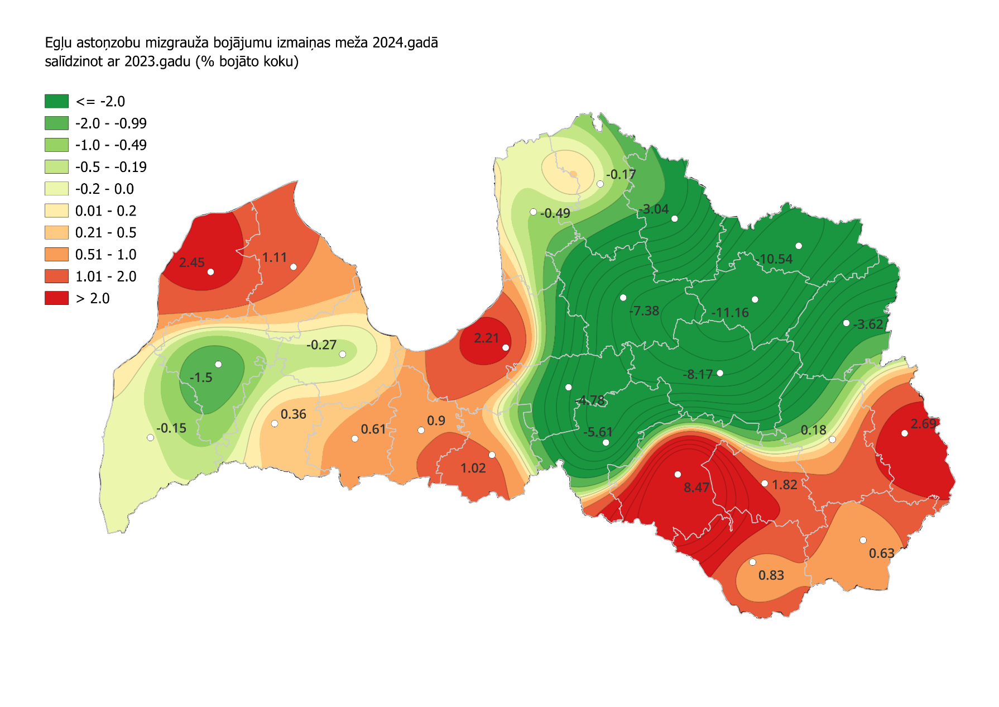 Egļu astoņzobu mizgrauža bojājumu izmaiņas meža 2024.gadā
salīdzinot ar 2023.gadu (% bojāto koku)
<= -2.0
-2.0 - -0.99
-1.0 - -0.49
-0.5 - -0.19
-0.2 - 0.0
0.01 - 0.2
0.21 - 0.5
0.51 - 1.0
1.01 - 2.0
> 2.0
-0.17
-3.04
-0.49
2.45
1.11
-10.54
-7.38
-11.16
-3.62
2.21
-0.27
-1.5
-8.17
-4.78
0.36
0.9
-0.15
0.61
-5.61
0.18
2.69
1.02
8.47
1.82
0.63
0.83